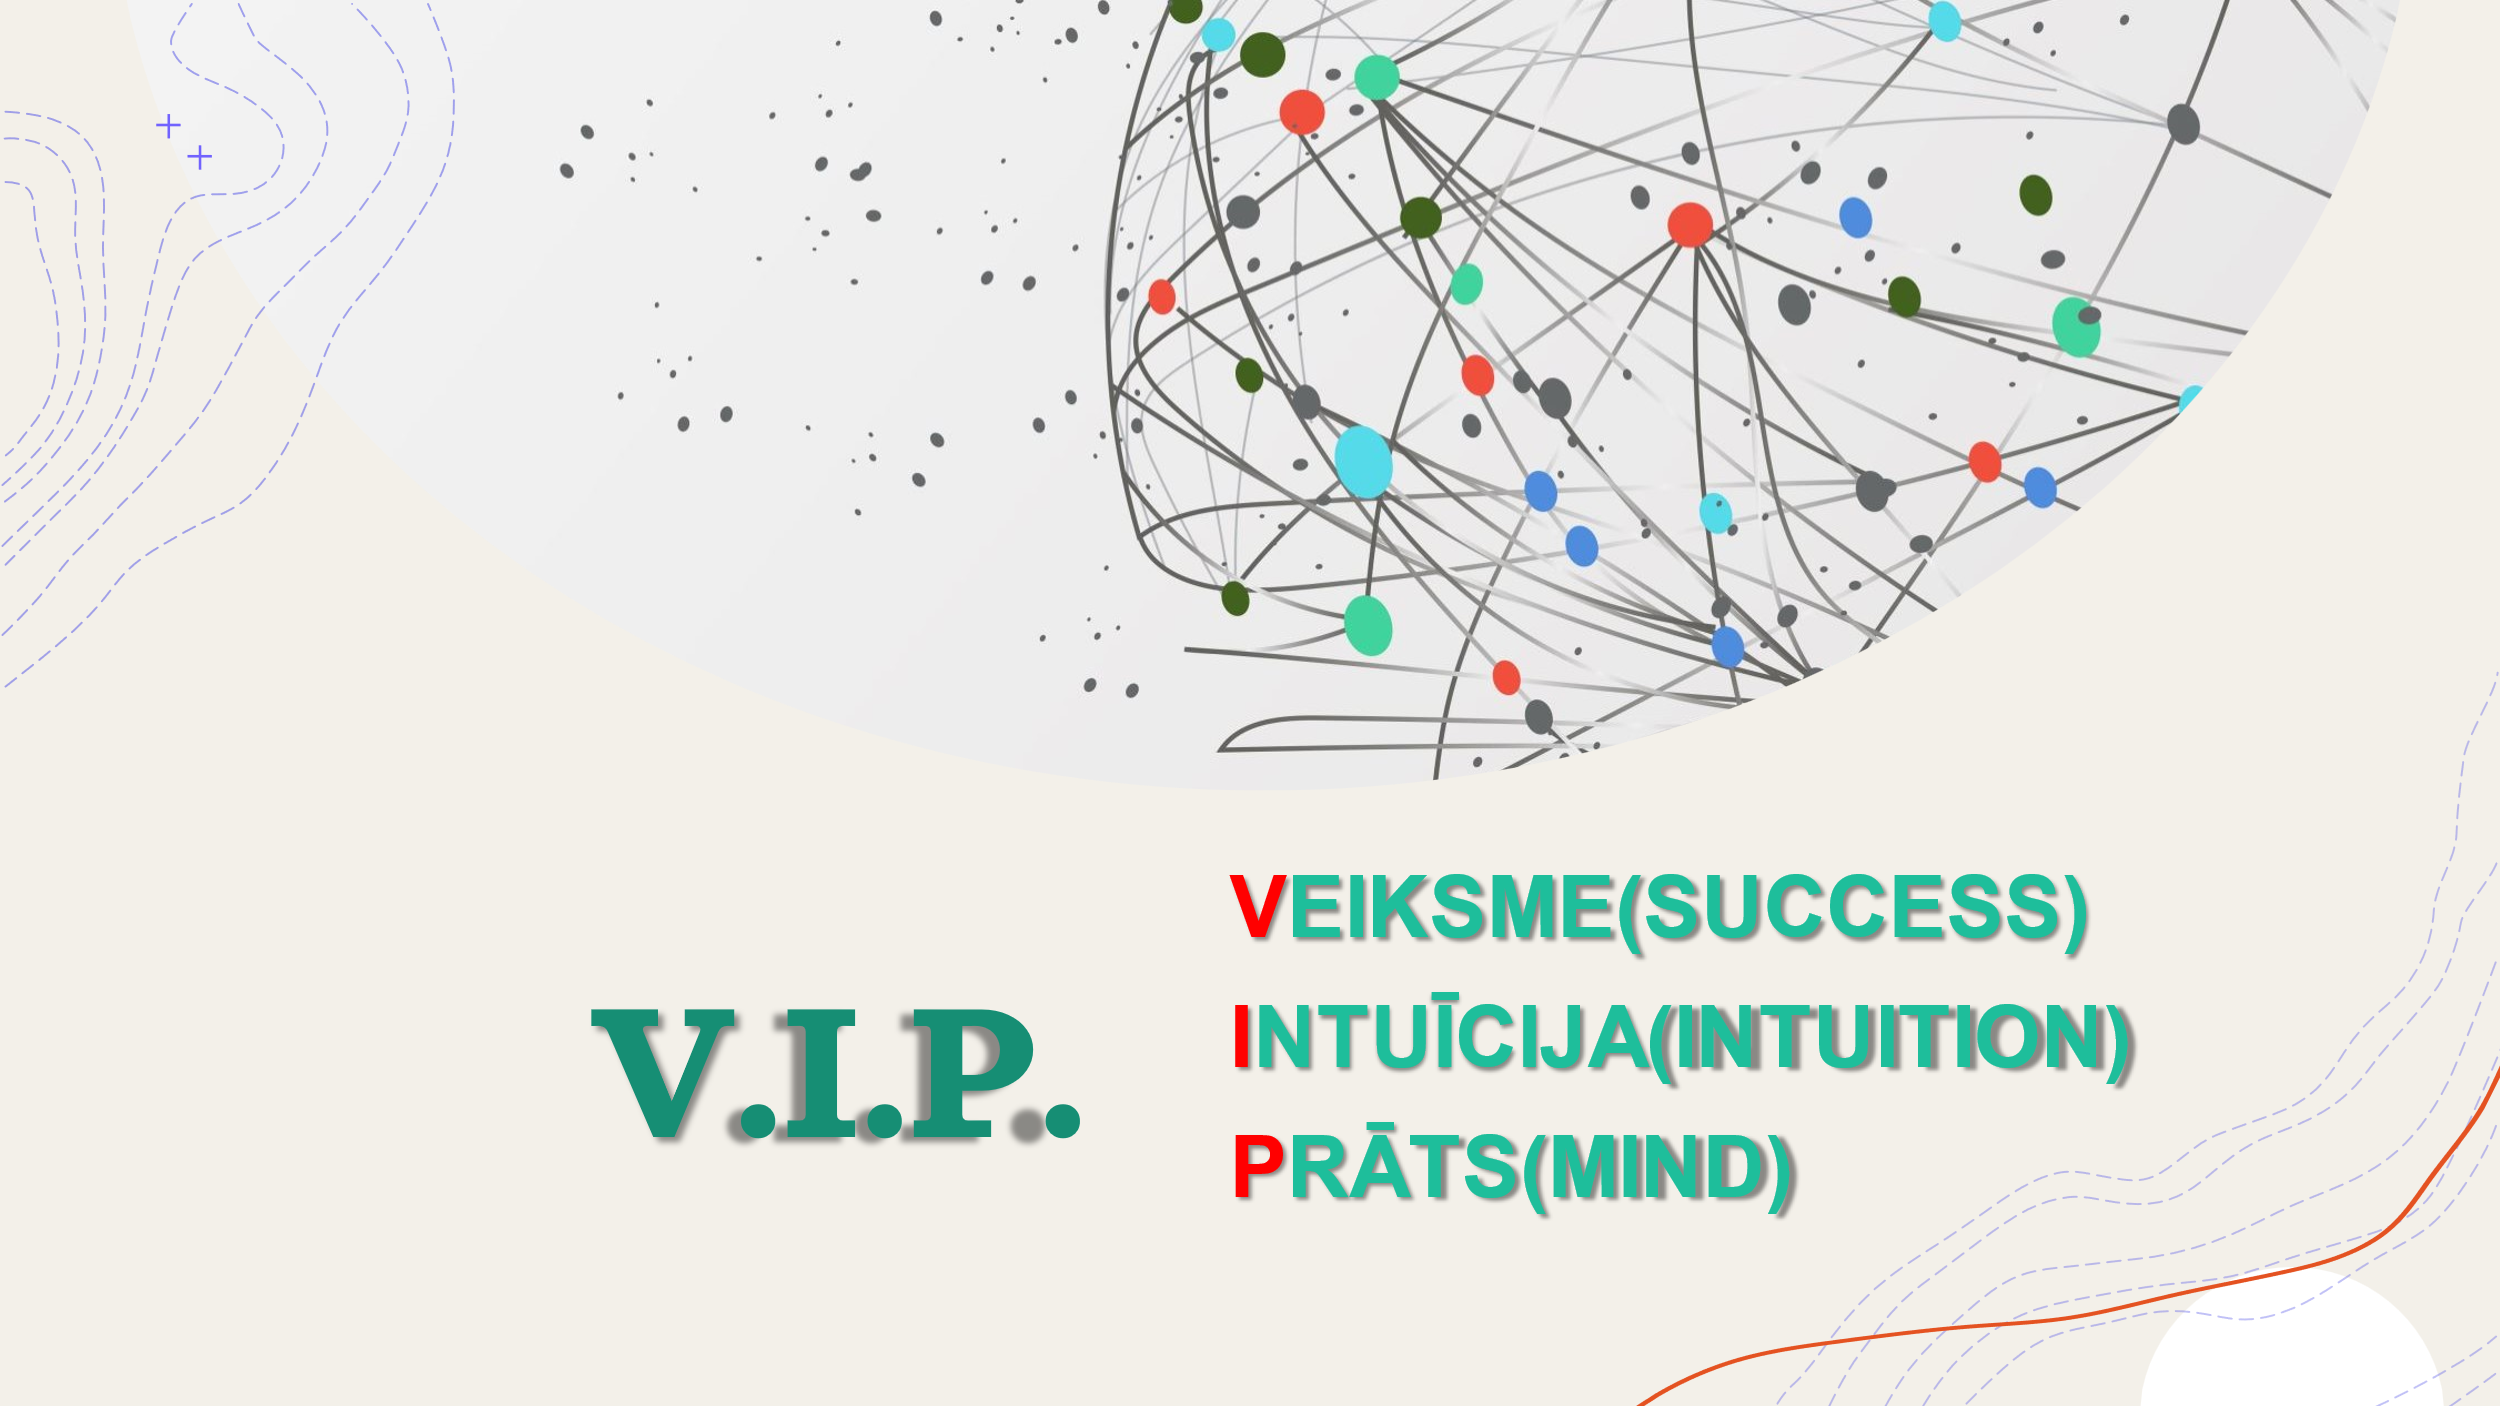 V.I.P.
VEIKSME(SUCCESS)
INTUĪCIJA(INTUITION)
PRĀTS(MIND)